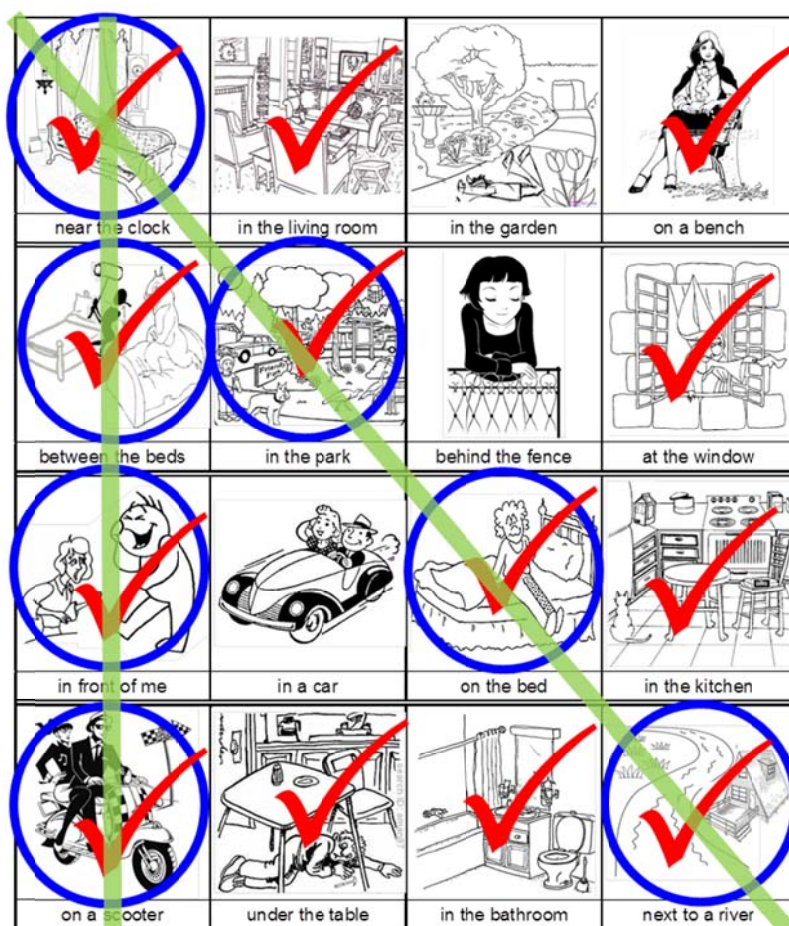 near the clock
in the living room
in the garden
on a bench
between the beds
in the park
behind the fence
at the window
in front of me
in a car
on the bed
in the kitchen
on a scooter
under the table
in the bathroom
next to a river